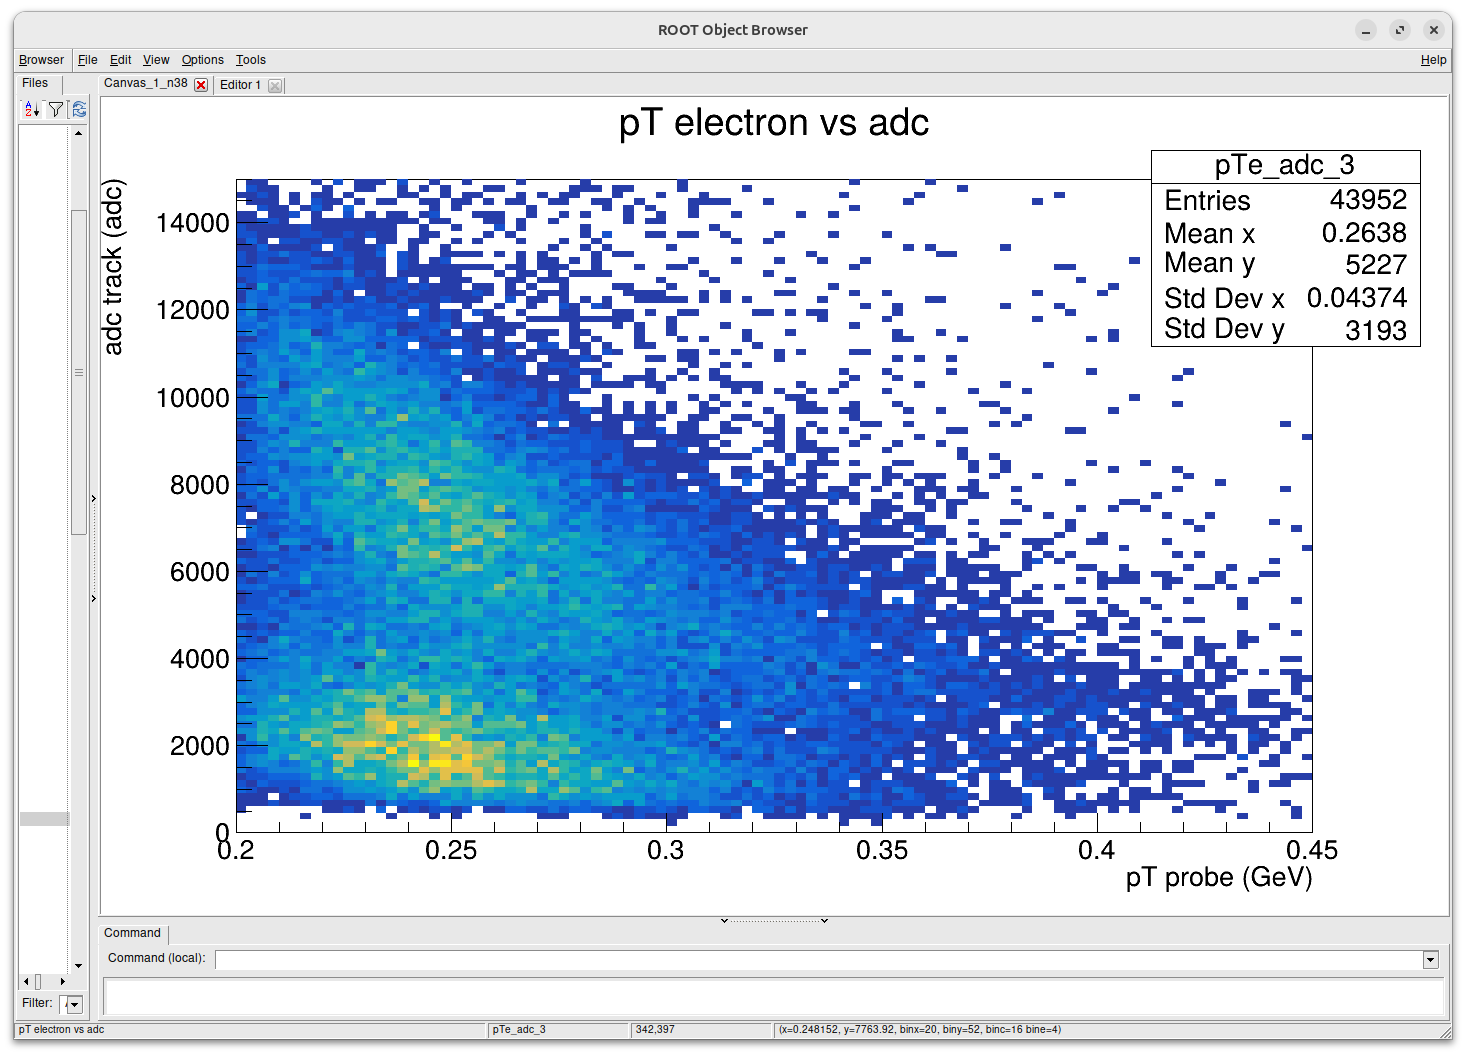 ROOT Object Browser
Browser File Edit View Options Tools Help
Files Canvas_1_n38 Editor 1
pT electron vs adc
pTe_adc_3
Entries 43952
Mean x 0.2638
Mean y 5227
Std Dev x 0.04374
Std Dev y 3193
adc track (adc)
14000
12000
10000
8000
6000
4000
2000
0
0.2 0.25 0.3 0.35 0.4 0.45
pT probe (GeV)
Command
Command (local):
Filter:
pT electron vs adc pTe_adc_3 342,397 (x=0.248152, y=7763.92, binx=20, biny=52, binc=16 bine=4)